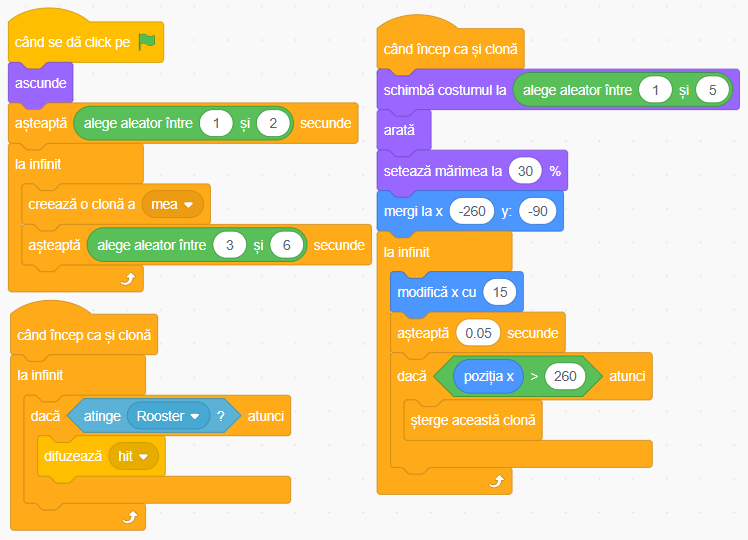 când se dă click pe
ascunde
așteaptă alege aleator între 1 și 2 secunde
la infinit
creează o clonă a mea
așteaptă alege aleator între 3 și 6 secunde
când încep ca și clonă
la infinit
dacă atinge Rooster ? atunci
difuzează hit
când încep ca și clonă
schimbă costumul la alege aleator între 1 și 5
arată
setează mărimea la 30 %
mergi la x -260 y: -90
la infinit
modifică x cu 15
așteaptă 0.05 secunde
dacă poziția x > 260 atunci
șterge această clonă